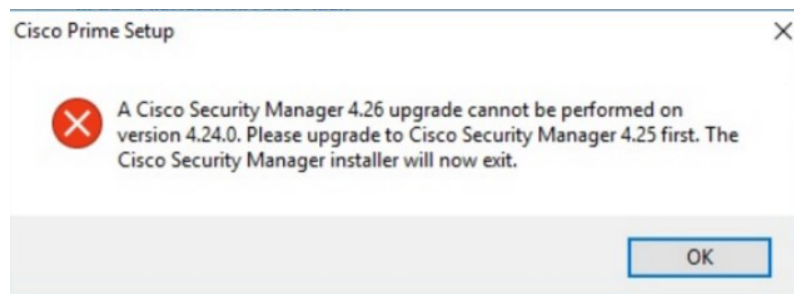 Cisco Prime Setup
A Cisco Security Manager 4.26 upgrade cannot be performed on
version 4.24.0. Please upgrade to Cisco Security Manager 4.25 first. The
Cisco Security Manager installer will now exit.
OK